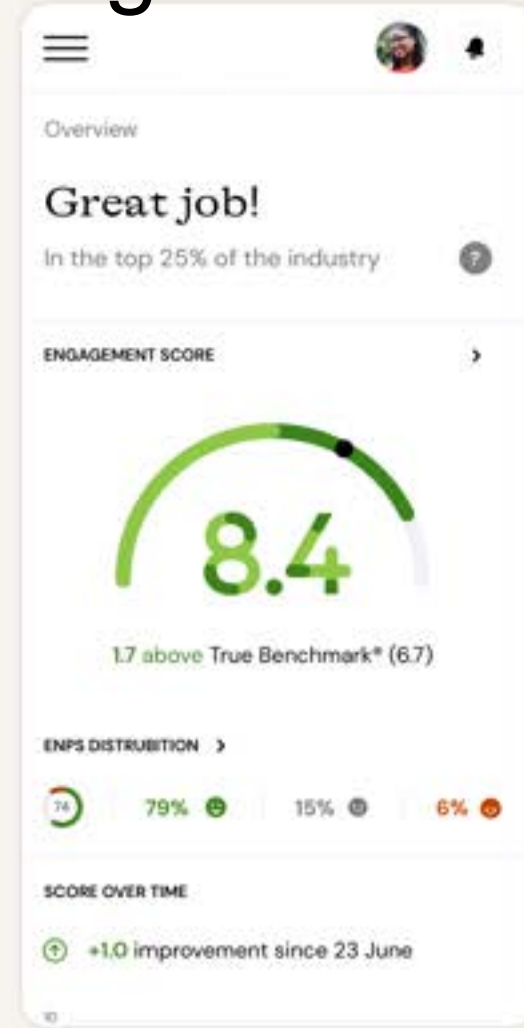 g
Overview
Great job!
In the top 25% of the industry ?
ENGAGEMENT SCORE
8.4
1.7 above True Benchmark® (6.7)
ENPS DISTRUBITION
74 79% 15% 6%
SCORE OVER TIME
+1.0 improvement since 23 June
10